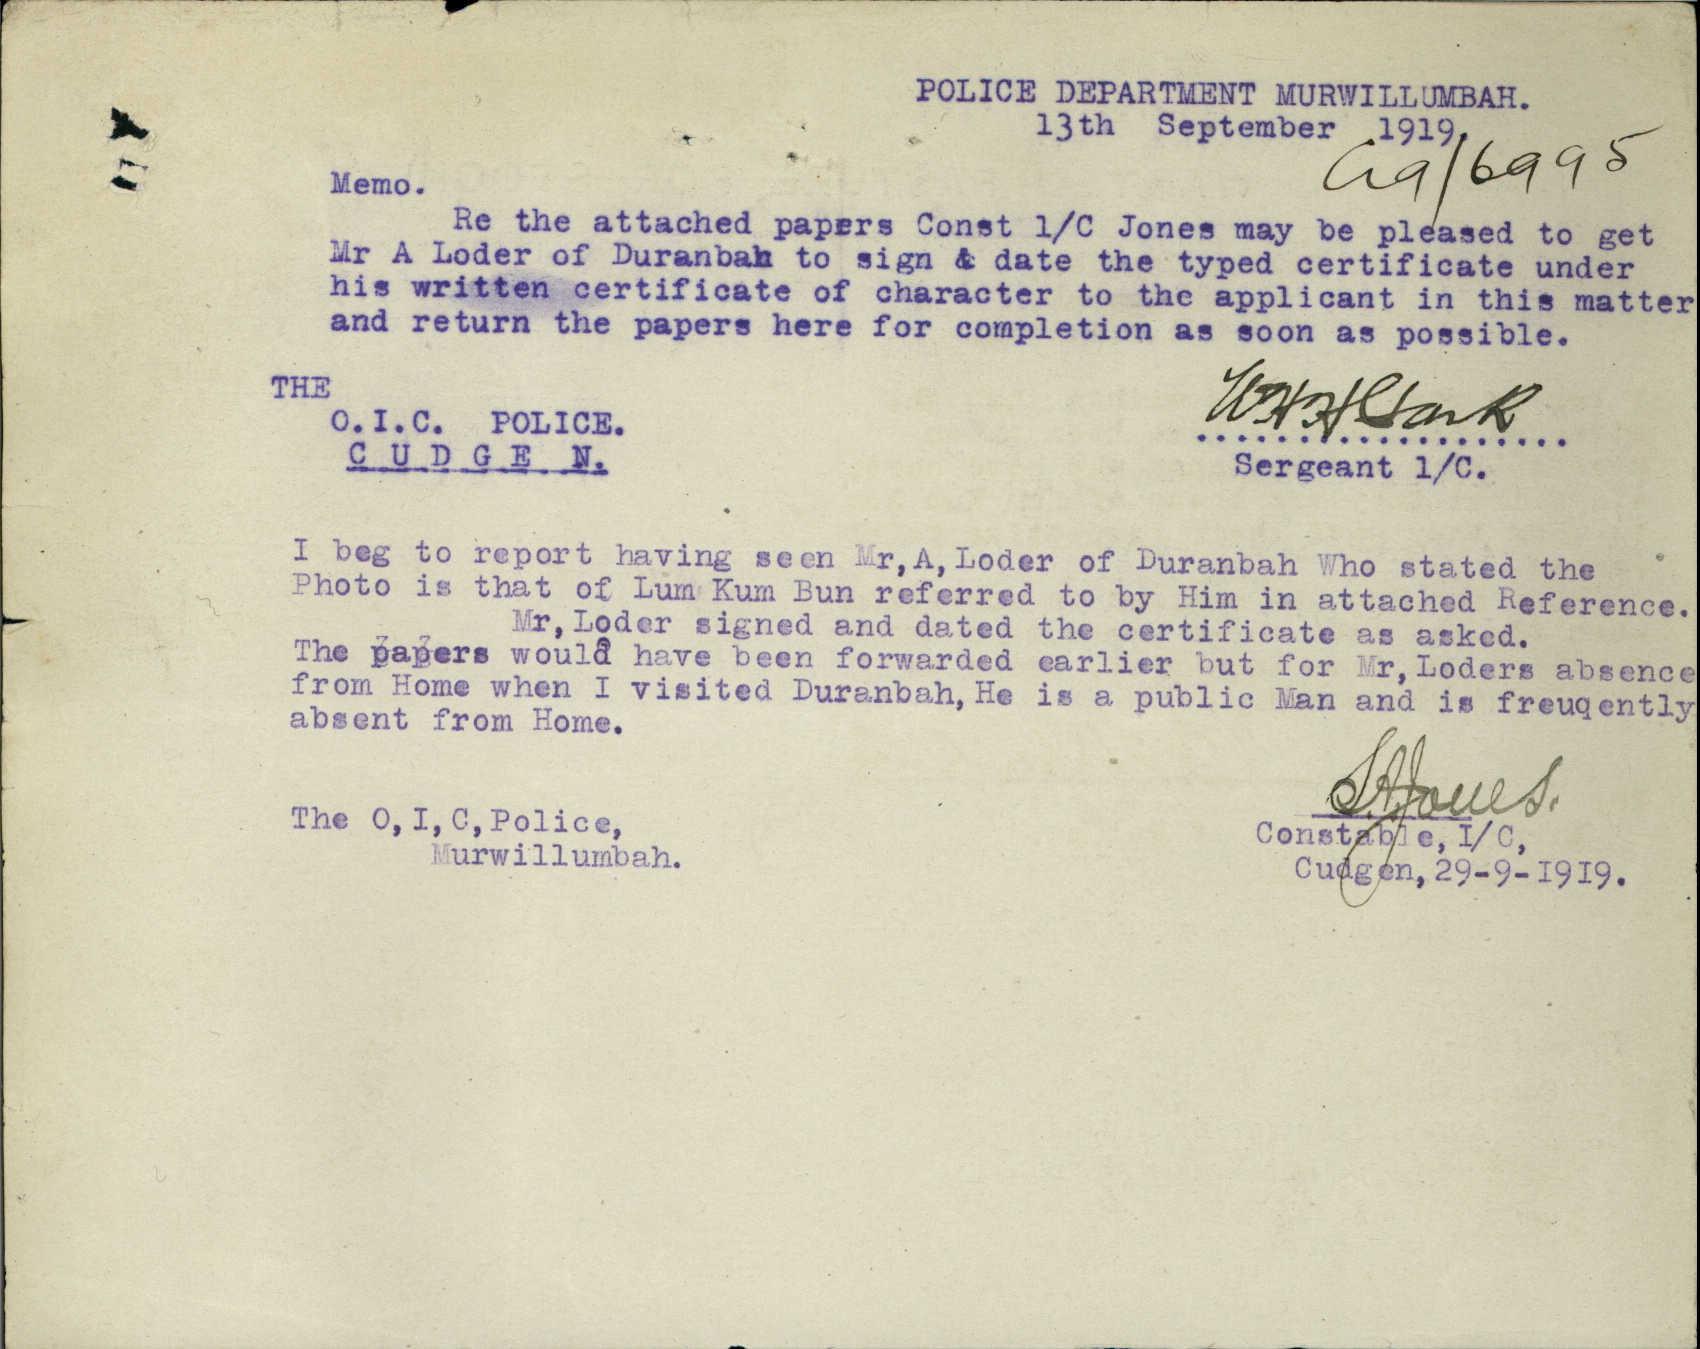 POLICE DEPARTMENT MURWILLUMBAH.
13th September 1919.
19/6995
Memo.
Re the attached papers Const 1/C Jones may be pleased to get
Mr A Loder of Duranbah to sign & date the typed certificate under
his written certificate of character to the applicant in this matter
and return the papers here for completion as soon as possible.
THE
O.I.C. POLICE.
C U D G E N.
Sergeant 1/C.
I beg to report having seen Mr,A,Loder of Duranbah Who stated the
Photo is that of Lum Kum Bun referred to by Him in attached Reference.
Mr,Loder signed and dated the certificate as asked.
The papers would have been forwarded earlier but for Mr,Loders absence
from Home when I visited Duranbah,He is a public Man and is freuqently
absent from Home.
S.A. Jones.
The O,I,C,Police,
Murwillumbah.
Constable,I/C,
Cudgen,29-9-1919.